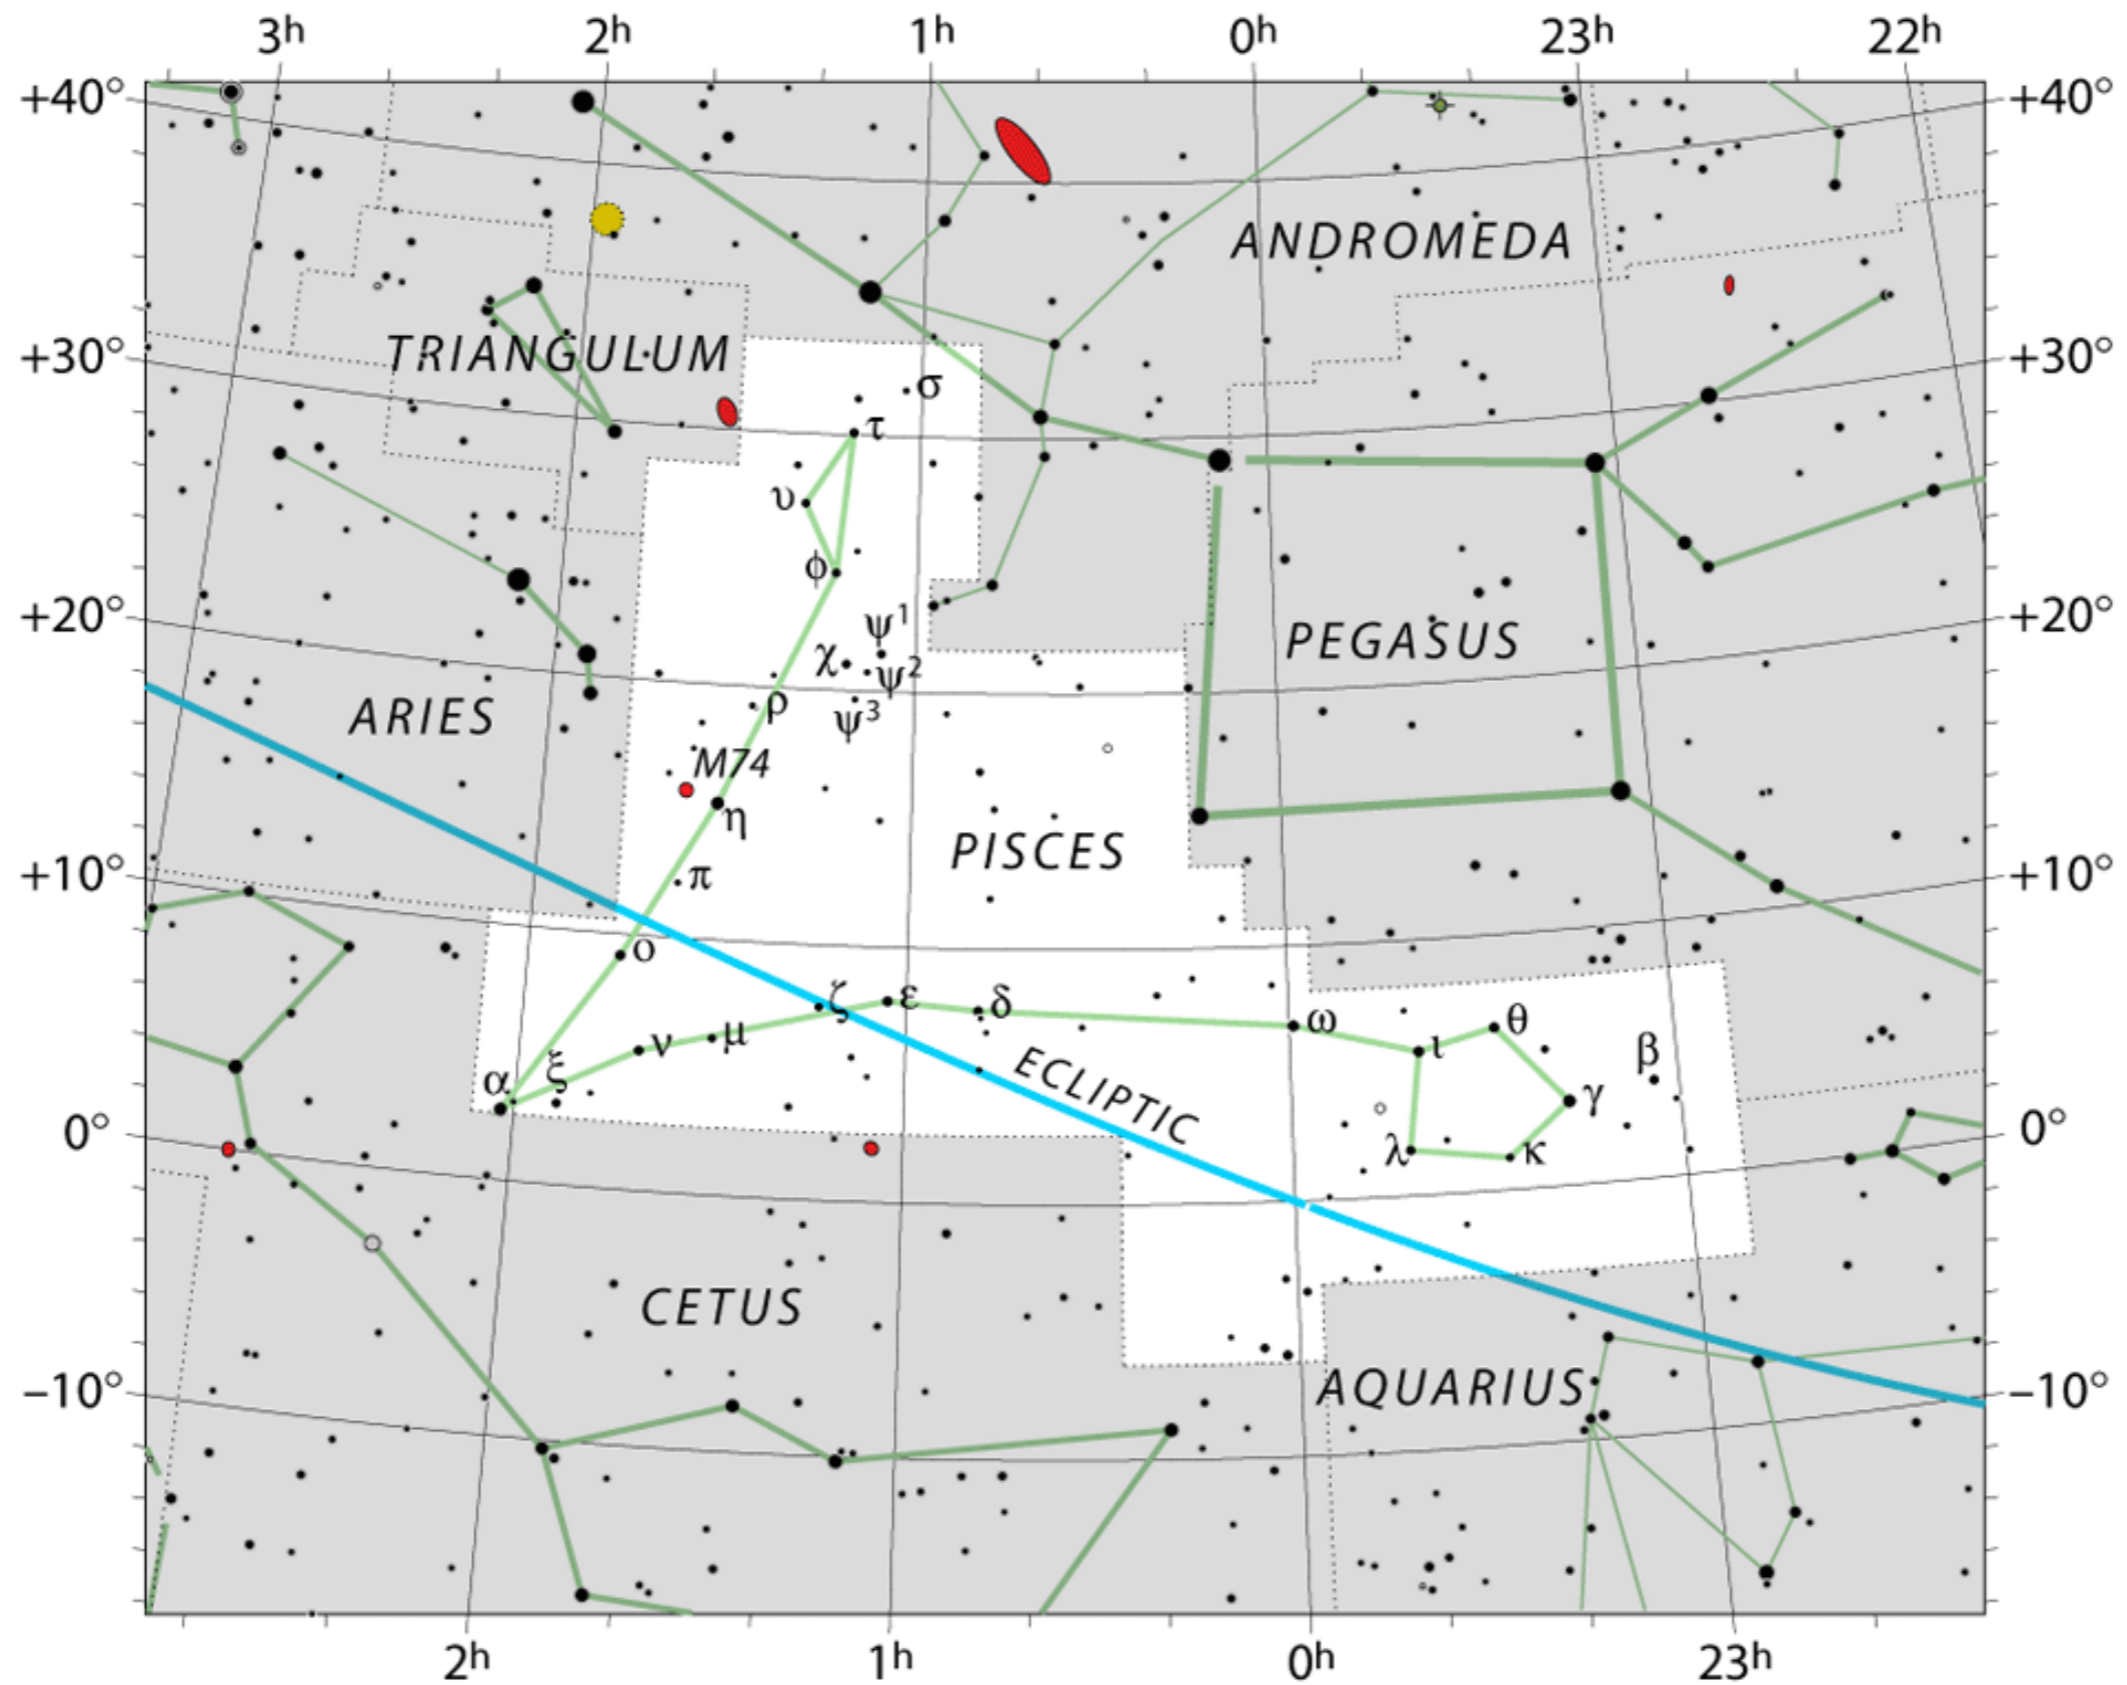 3h 2h 1h 0h 23h 22h
+40° +40°
ANDROMEDA
+30° TRIANGULUM +30°
σ
τ
υ
ϕ
+20° +20°
ψ1
PEGASUS
χ ψ2
ρ
ψ3
ARIES
M74
η
PISCES
+10° π +10°
ο
ζ ε δ
ω ι θ
ν μ
β
α ξ
ECLIPTIC
γ
0° 0°
λ κ
CETUS
-10° AQUARIUS -10°
2h 1h 0h 23h